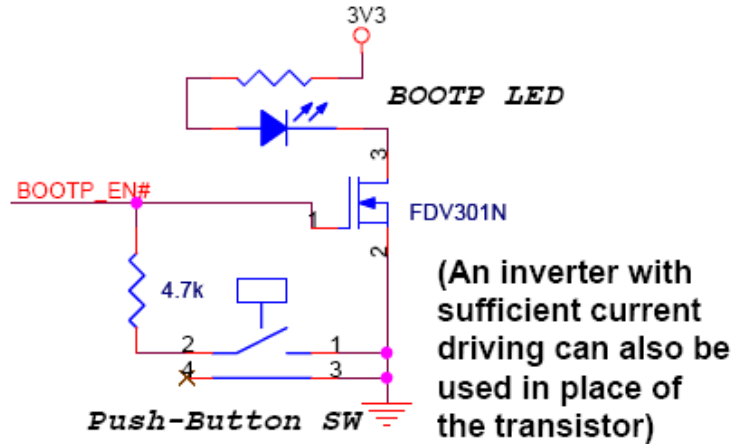 3V3
BOOTP LED
3
BOOTP_EN#
1
FDV301N
2
4.7k
(An inverter with
sufficient current
driving can also be
used in place of
the transistor)
2
1
4
3
Push-Button SW